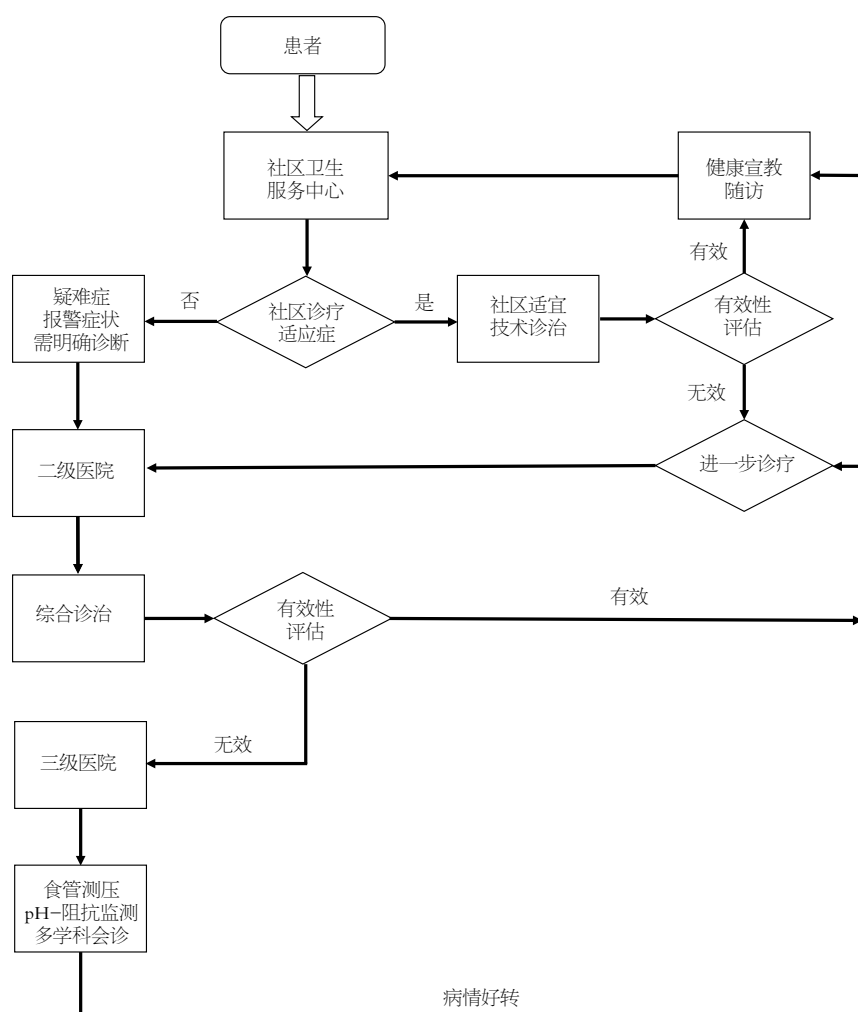 患者
社区卫生
服务中心
健康宣教
随访
有效
疑难症
报警症状
需明确诊断
否
社区诊疗
适应症
是
社区适宜
技术诊治
有效性
评估
无效
二级医院
进一步诊疗
综合诊治
有效性
评估
有效
无效
三级医院
食管测压
pH-阻抗监测
多学科会诊
病情好转